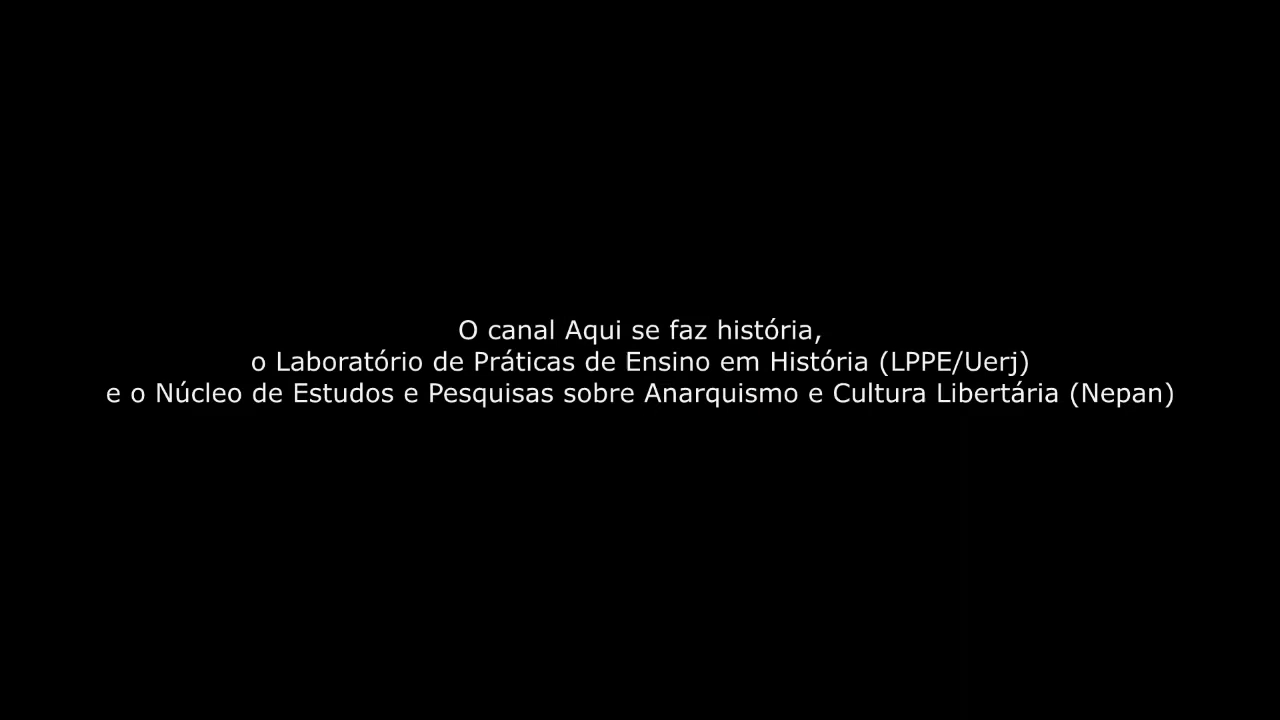 O canal Aqui se faz história,
o Laboratório de Práticas de Ensino em História (LPPE/Uerj)
e o Núcleo de Estudos e Pesquisas sobre Anarquismo e Cultura Libertária (Nepan)